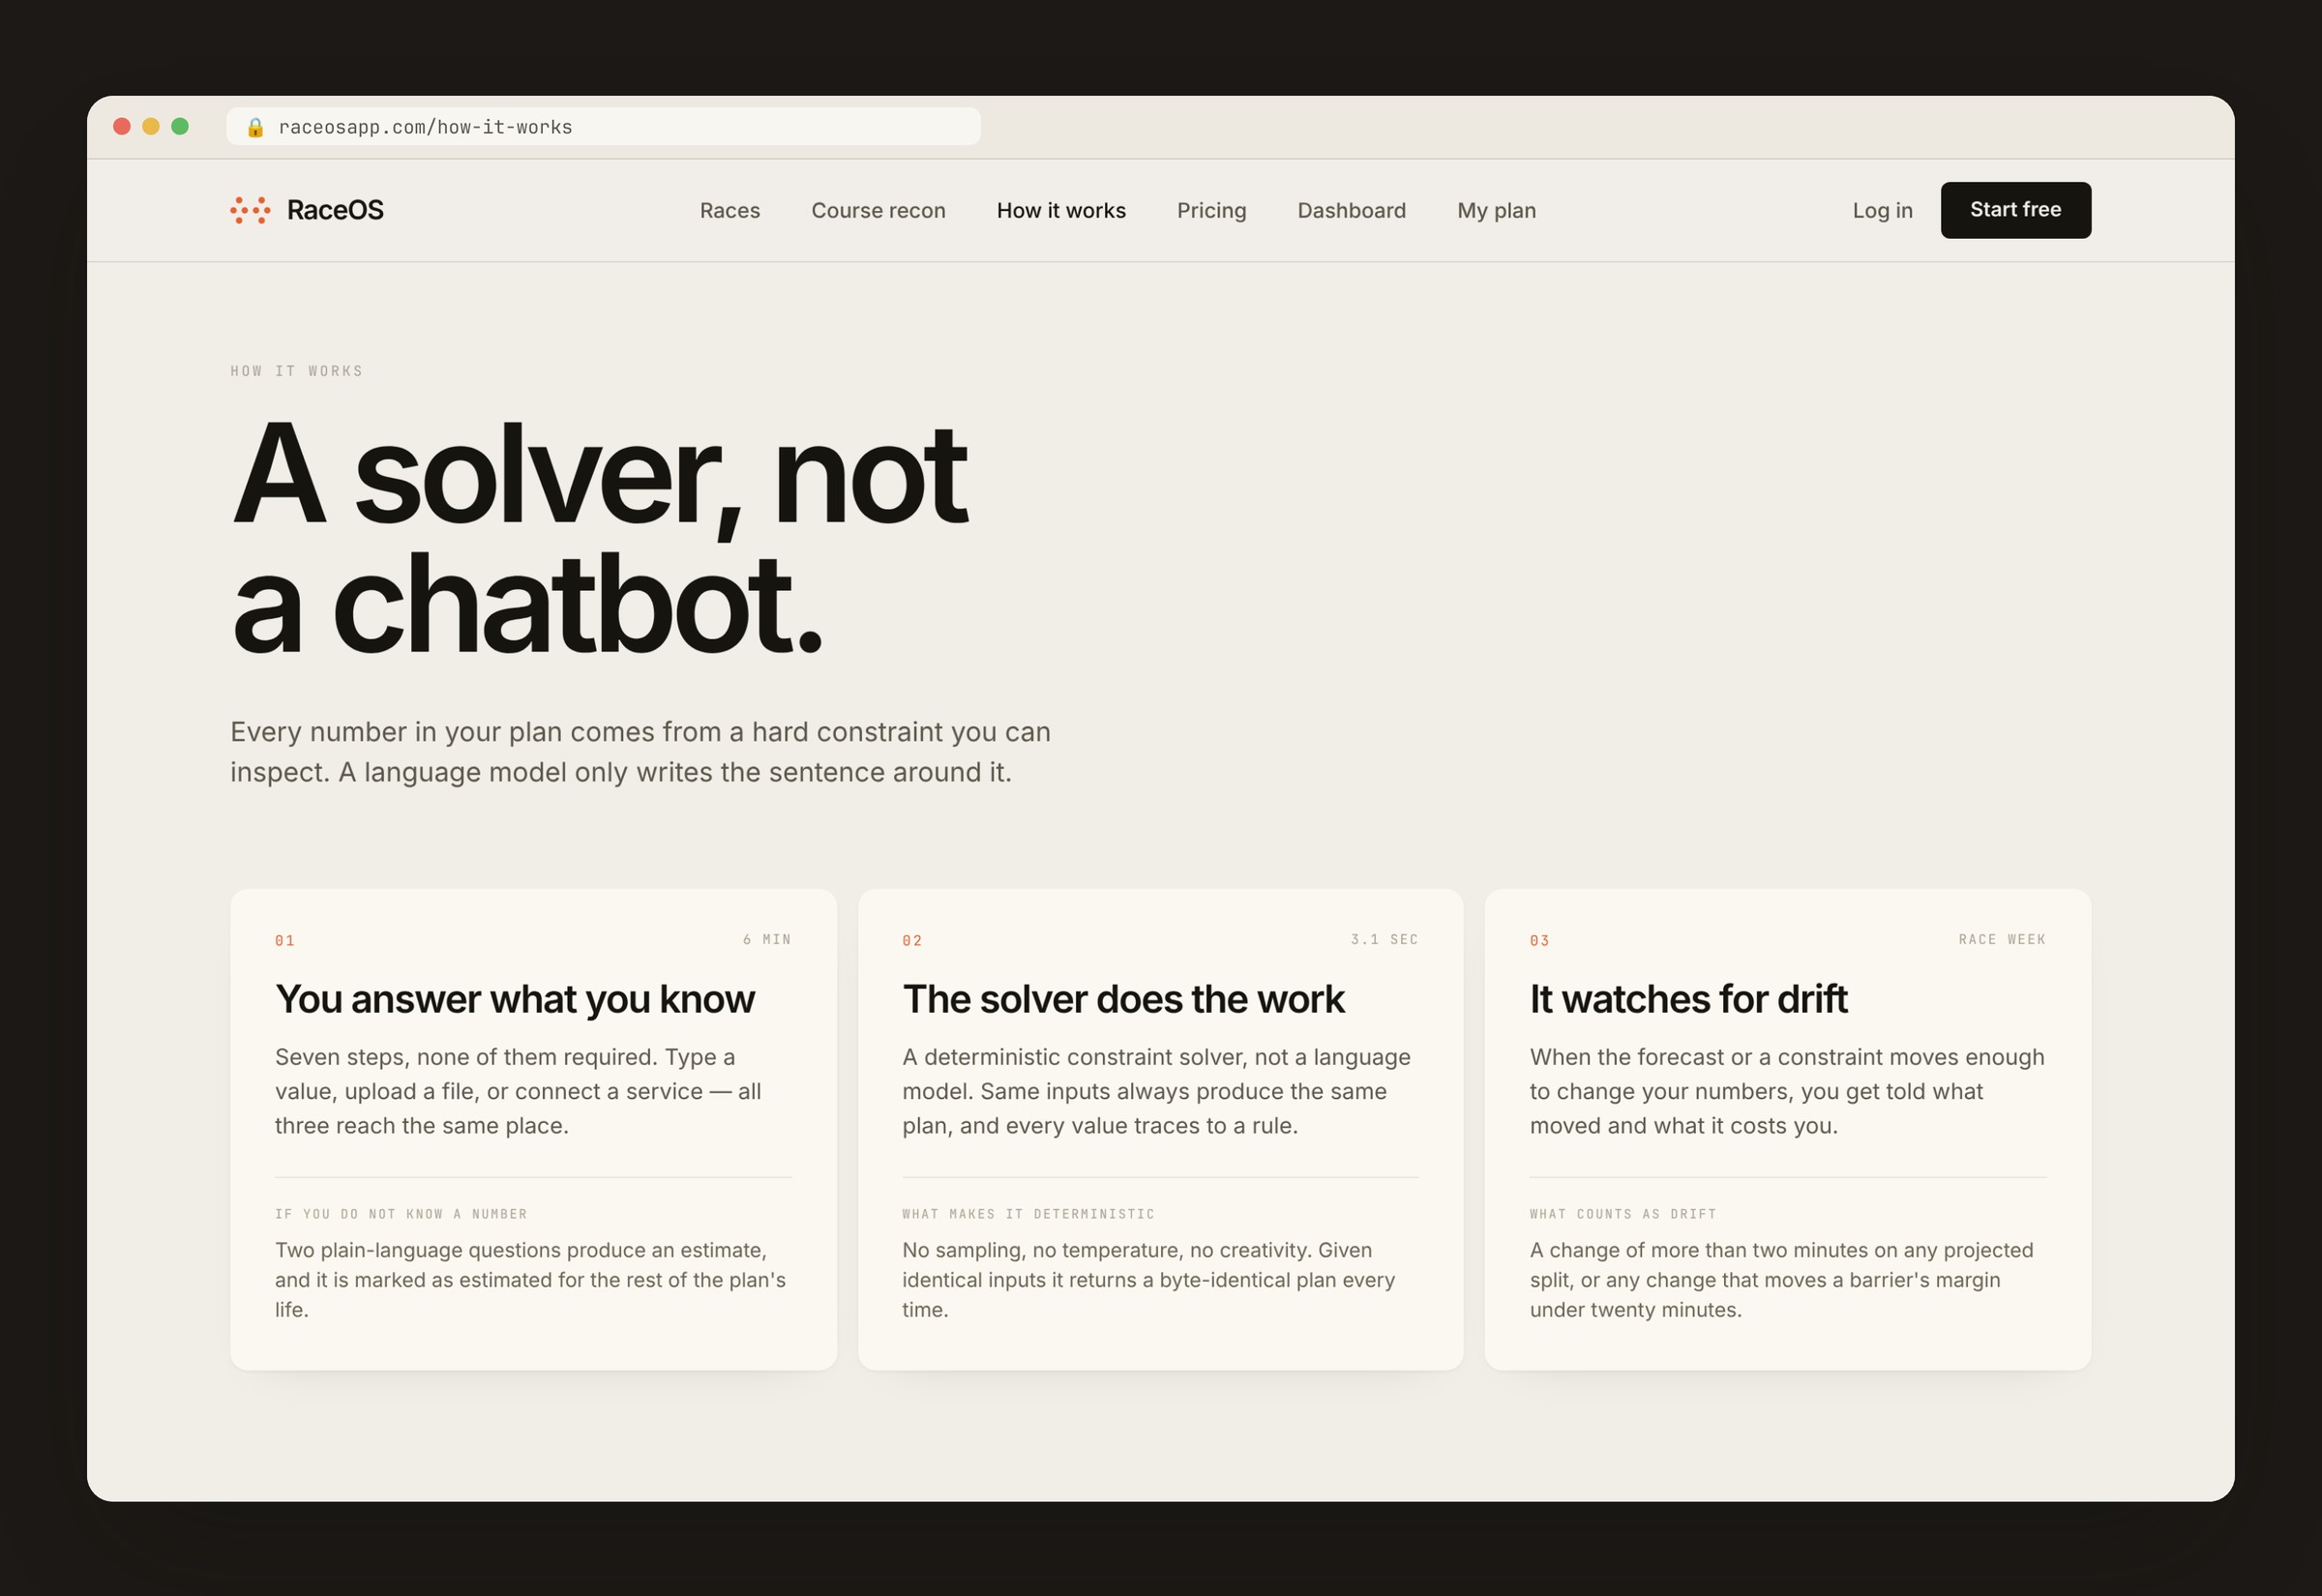 raceosapp.com/how-it-works
RaceOS
Races
Course recon
How it works
Pricing
Dashboard
My plan
Log in
Start free
HOW IT WORKS
A solver, not
a chatbot.
Every number in your plan comes from a hard constraint you can
inspect. A language model only writes the sentence around it.
01
6 MIN
You answer what you know
Seven steps, none of them required. Type a
value, upload a file, or connect a service — all
three reach the same place.
IF YOU DO NOT KNOW A NUMBER
Two plain-language questions produce an estimate,
and it is marked as estimated for the rest of the plan's
life.
02
3.1 SEC
The solver does the work
A deterministic constraint solver, not a language
model. Same inputs always produce the same
plan, and every value traces to a rule.
WHAT MAKES IT DETERMINISTIC
No sampling, no temperature, no creativity. Given
identical inputs it returns a byte-identical plan every
time.
03
RACE WEEK
It watches for drift
When the forecast or a constraint moves enough
to change your numbers, you get told what
moved and what it costs you.
WHAT COUNTS AS DRIFT
A change of more than two minutes on any projected
split, or any change that moves a barrier's margin
under twenty minutes.